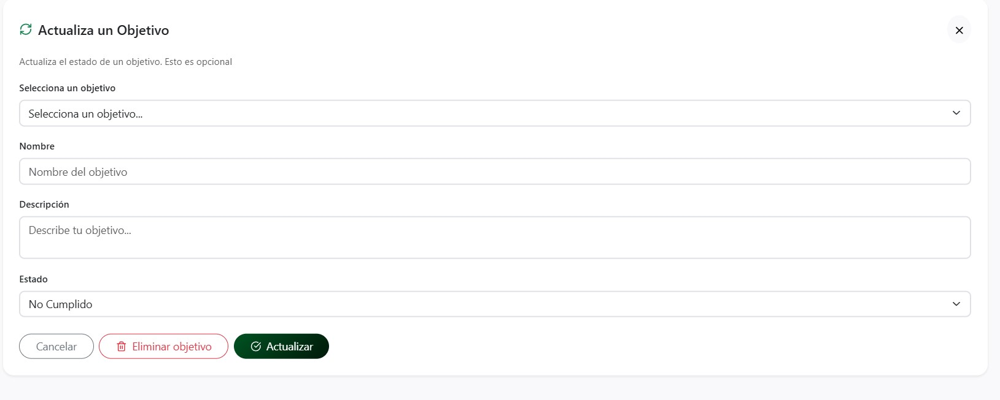 Actualiza un Objetivo
Actualiza el estado de un objetivo. Esto es opcional
Selecciona un objetivo
Selecciona un objetivo...
Nombre
Nombre del objetivo
Descripción
Describe tu objetivo...
Estado
No Cumplido
Cancelar
Eliminar objetivo
Actualizar